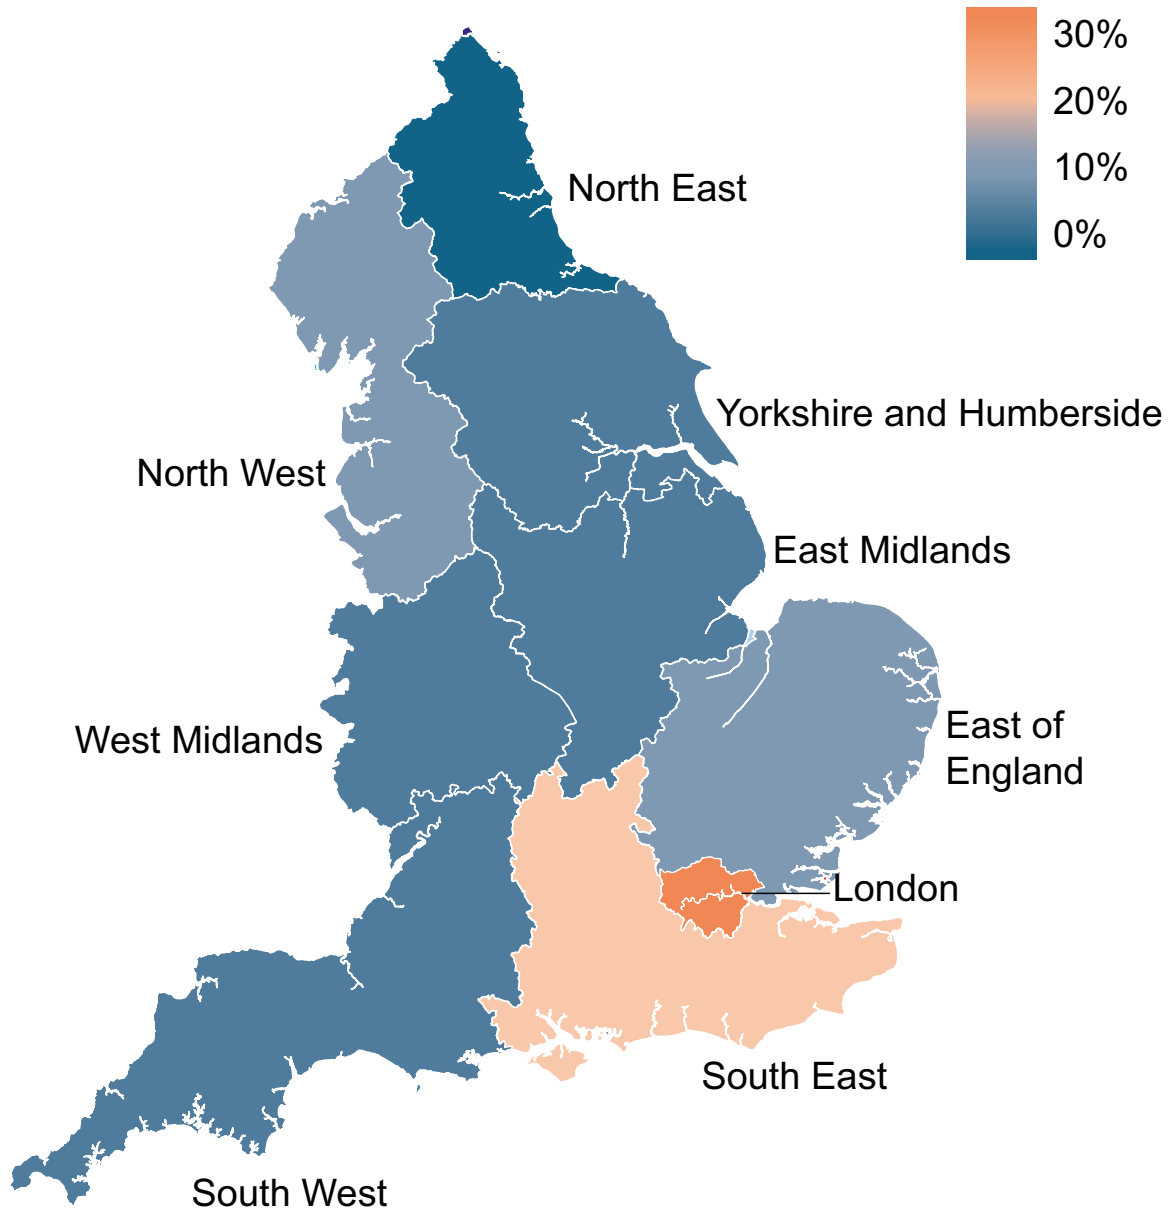 30%
20%
10%
0%
North East
Yorkshire and Humberside
North West
East Midlands
East of
England
West Midlands
London
South East
South West